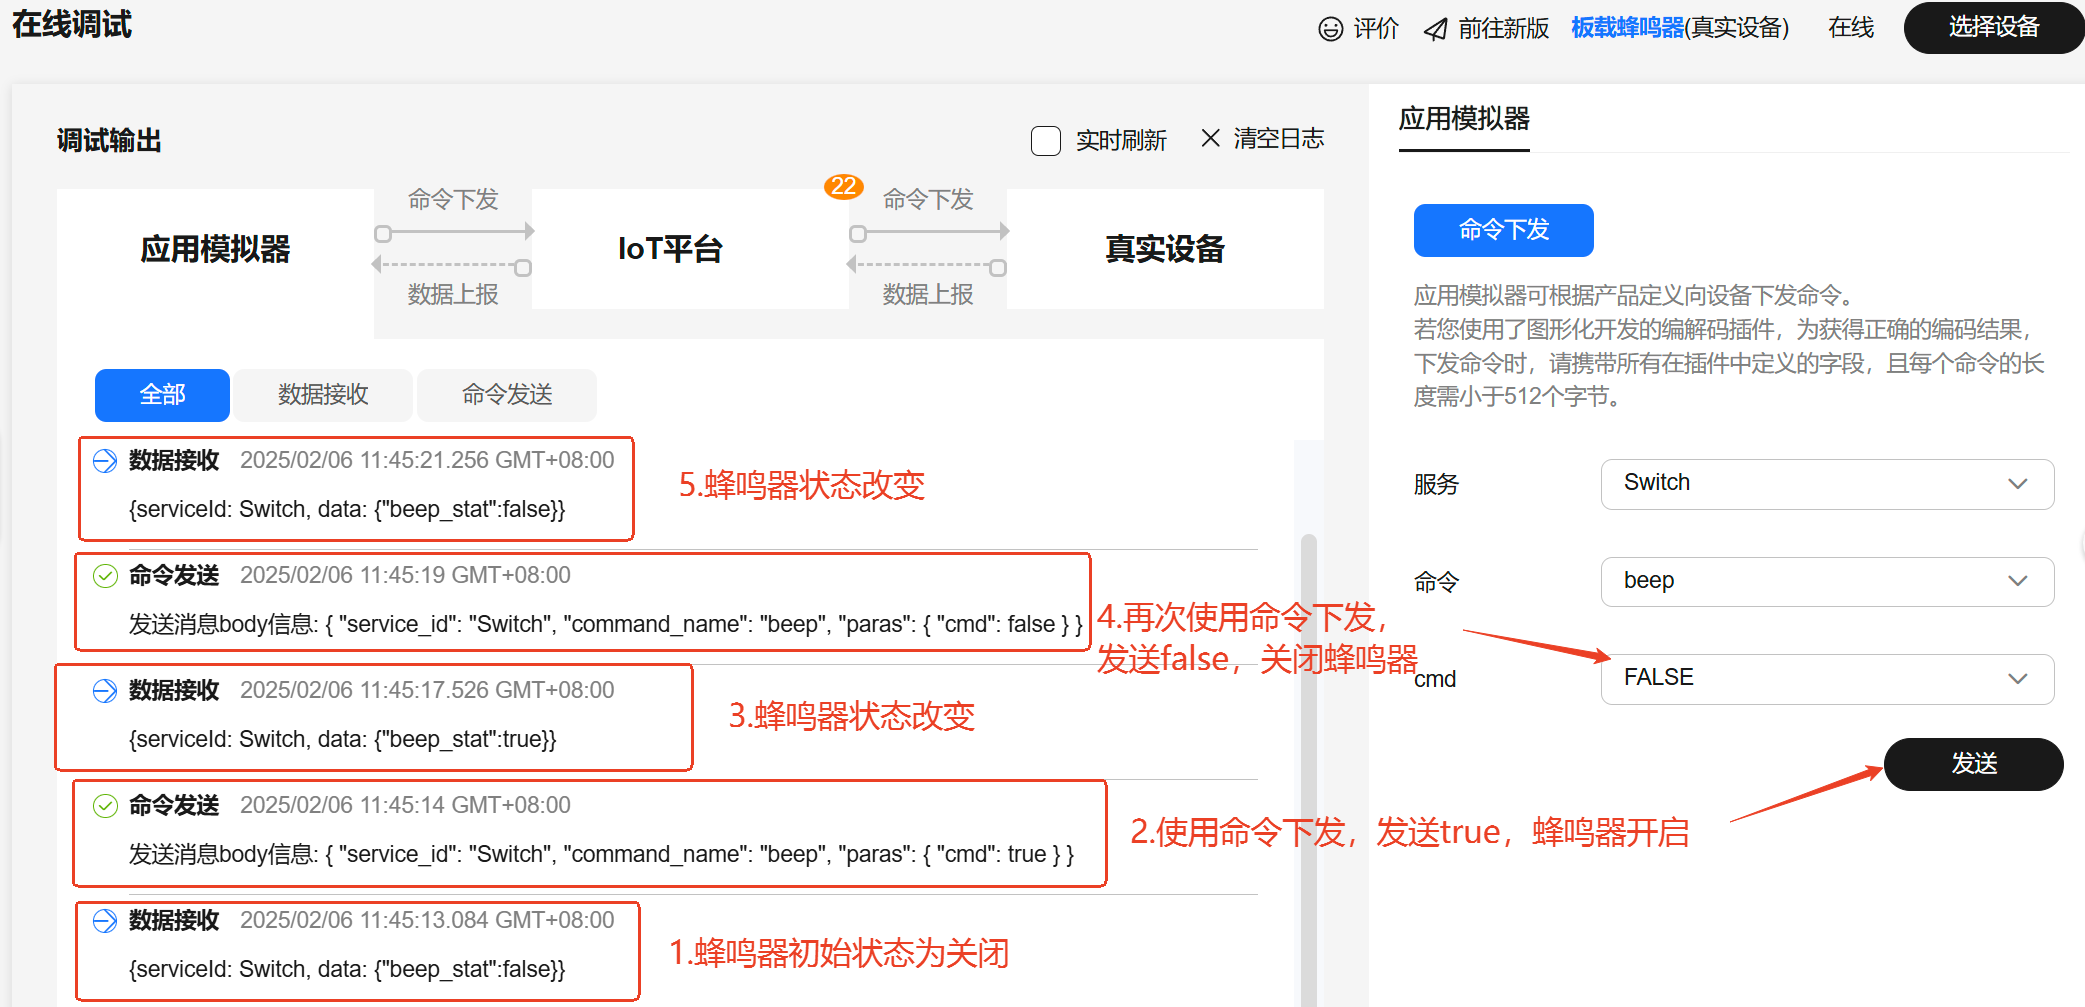 在线调试
评价
前往新版
板载蜂鸣器(真实设备)
在线
选择设备
调试输出
实时刷新
清空日志
应用模拟器
命令下发
数据上报
IoT平台
22
命令下发
数据上报
真实设备
全部
数据接收
命令发送
数据接收 2025/02/06 11:45:21.256 GMT+08:00
{serviceId: Switch, data: {"beep_stat":false}}
5.蜂鸣器状态改变
命令发送 2025/02/06 11:45:19 GMT+08:00
发送消息body信息: { "service_id": "Switch", "command_name": "beep", "paras": { "cmd": false } }
4.再次使用命令下发，
发送false，关闭蜂鸣器
数据接收 2025/02/06 11:45:17.526 GMT+08:00
{serviceId: Switch, data: {"beep_stat":true}}
3.蜂鸣器状态改变
命令发送 2025/02/06 11:45:14 GMT+08:00
发送消息body信息: { "service_id": "Switch", "command_name": "beep", "paras": { "cmd": true } }
2.使用命令下发，发送true，蜂鸣器开启
数据接收 2025/02/06 11:45:13.084 GMT+08:00
{serviceId: Switch, data: {"beep_stat":false}}
1.蜂鸣器初始状态为关闭
应用模拟器
命令下发
应用模拟器可根据产品定义向设备下发命令。
若您使用了图形化开发的编解码插件，为获得正确的编码结果，
下发命令时，请携带所有在插件中定义的字段，且每个命令的长
度需小于512个字节。
服务
Switch
命令
beep
cmd
FALSE
发送